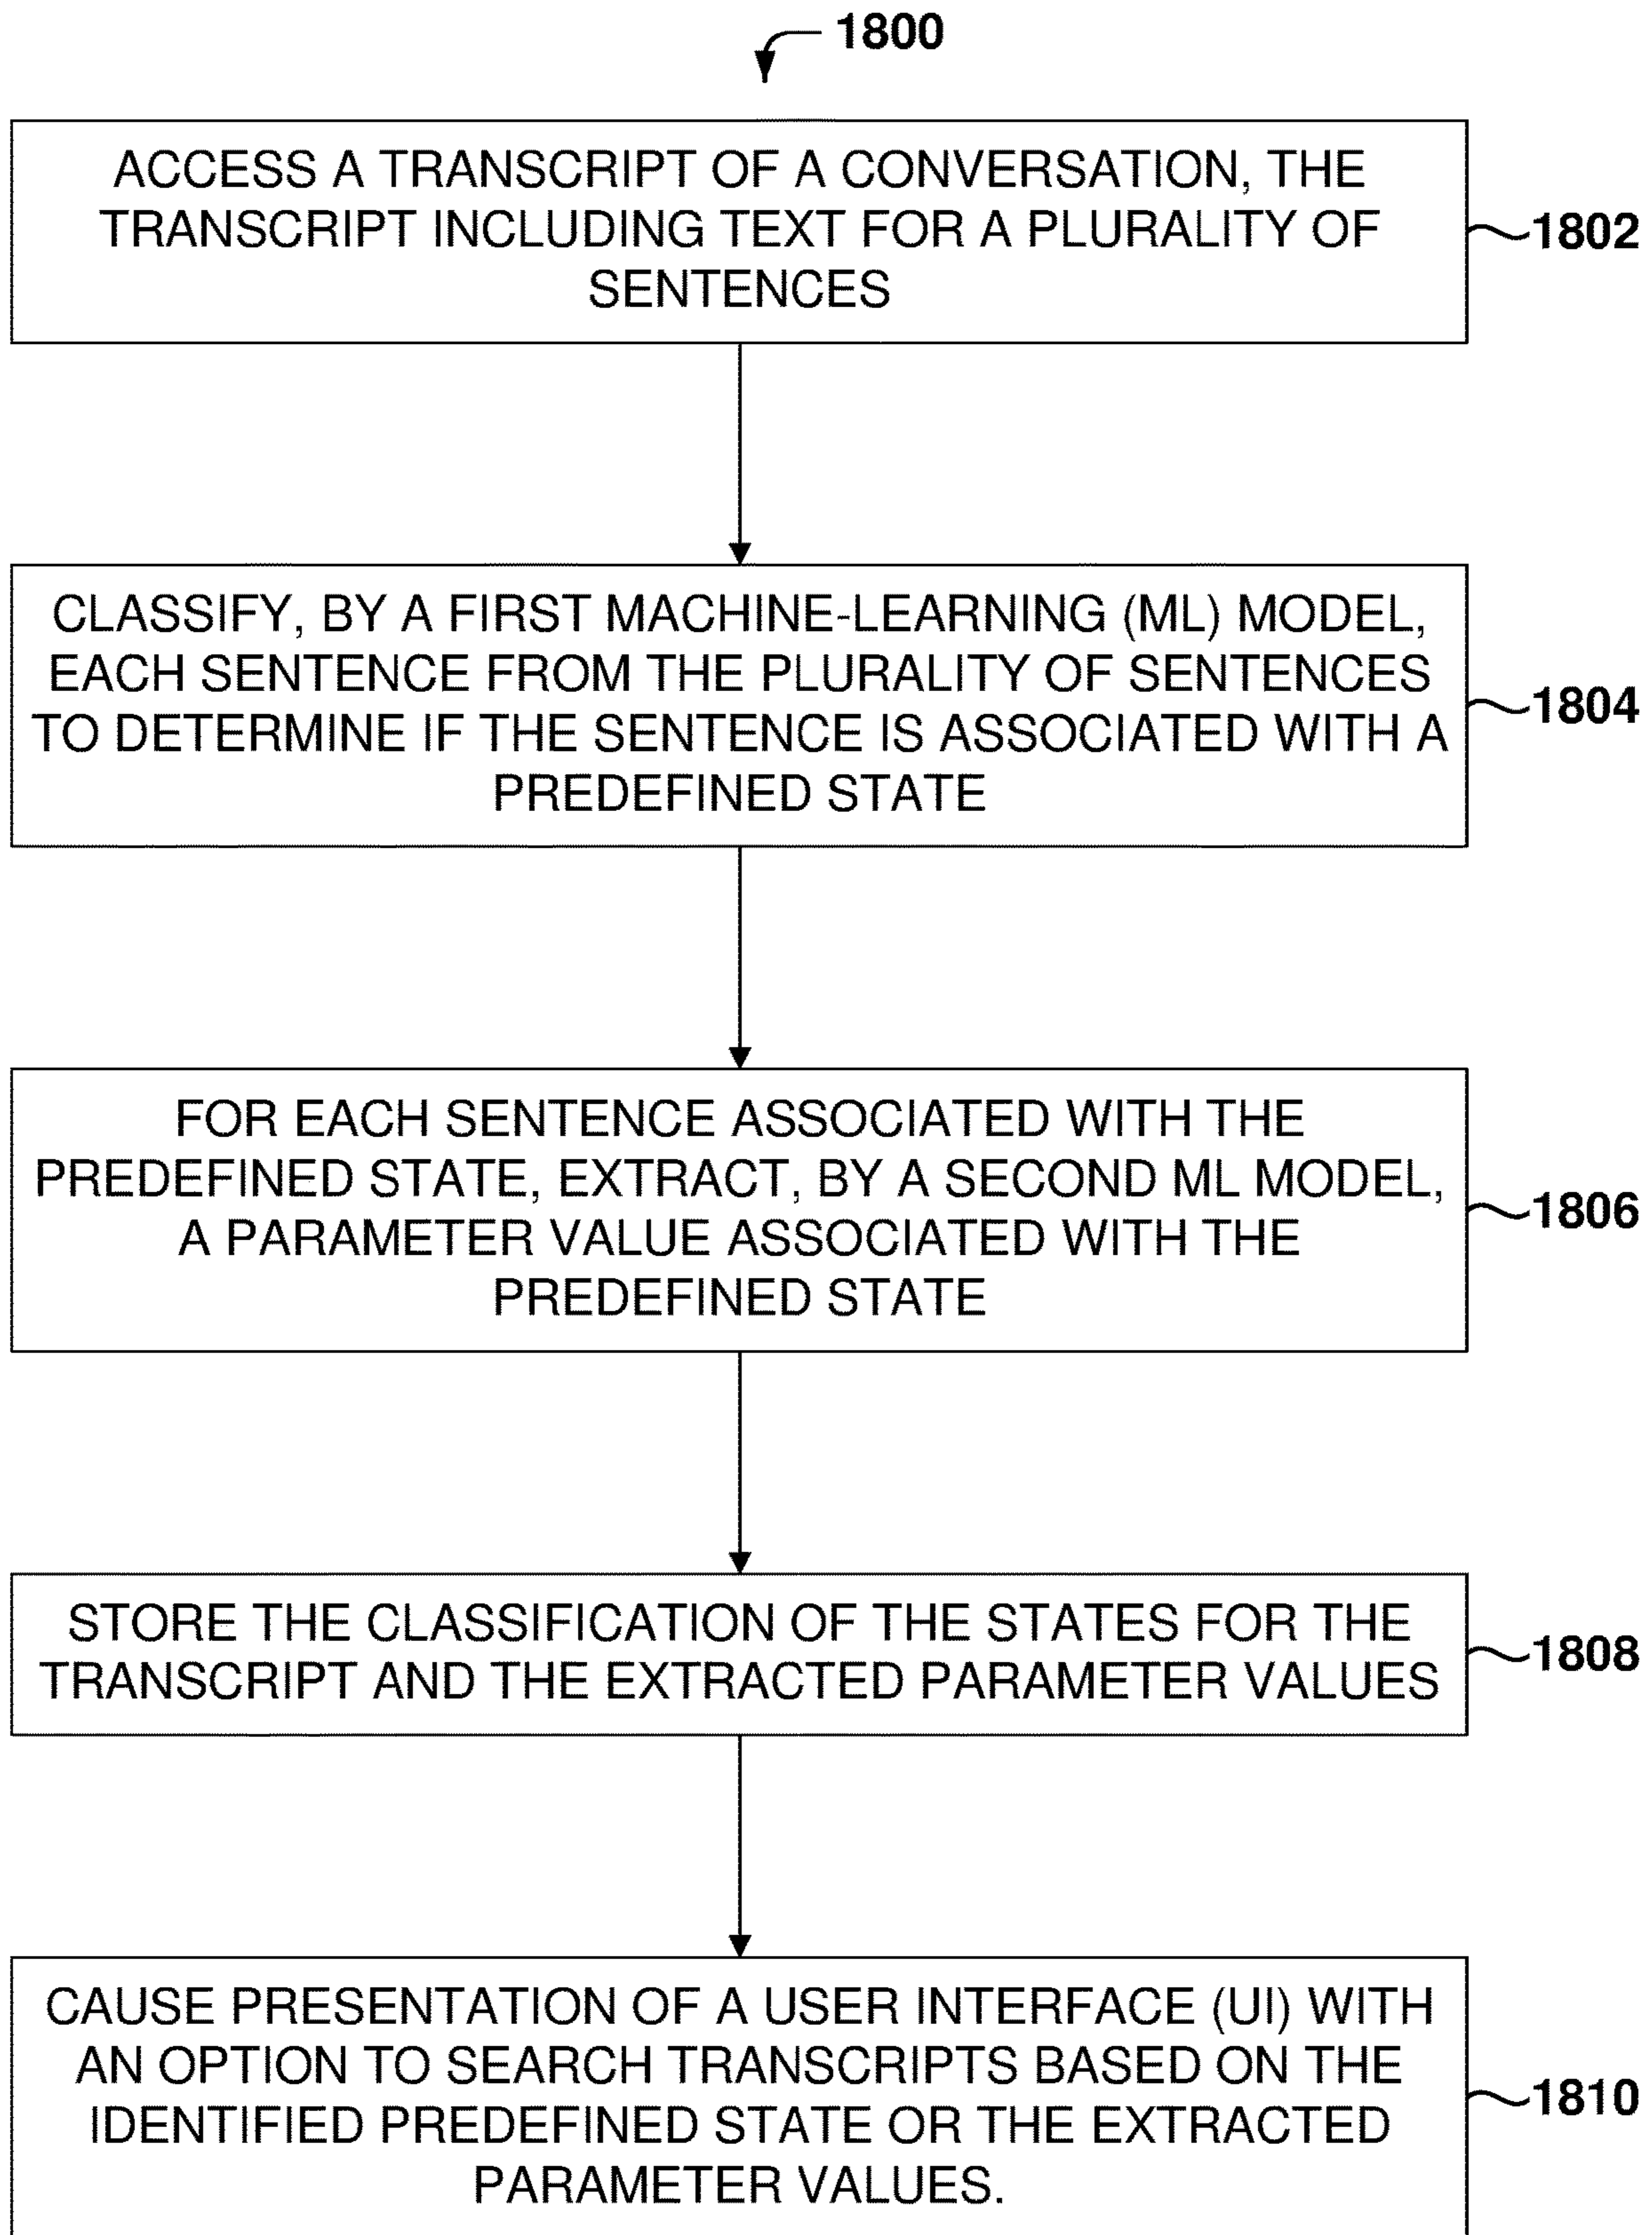 1800
ACCESS A TRANSCRIPT OF A CONVERSATION, THE
TRANSCRIPT INCLUDING TEXT FOR A PLURALITY OF
SENTENCES
1802
CLASSIFY, BY A FIRST MACHINE-LEARNING (ML) MODEL,
EACH SENTENCE FROM THE PLURALITY OF SENTENCES
TO DETERMINE IF THE SENTENCE IS ASSOCIATED WITH A
PREDEFINED STATE
1804
FOR EACH SENTENCE ASSOCIATED WITH THE
PREDEFINED STATE, EXTRACT, BY A SECOND ML MODEL,
A PARAMETER VALUE ASSOCIATED WITH THE
PREDEFINED STATE
1806
STORE THE CLASSIFICATION OF THE STATES FOR THE
TRANSCRIPT AND THE EXTRACTED PARAMETER VALUES
1808
CAUSE PRESENTATION OF A USER INTERFACE (UI) WITH
AN OPTION TO SEARCH TRANSCRIPTS BASED ON THE
IDENTIFIED PREDEFINED STATE OR THE EXTRACTED
PARAMETER VALUES.
1810